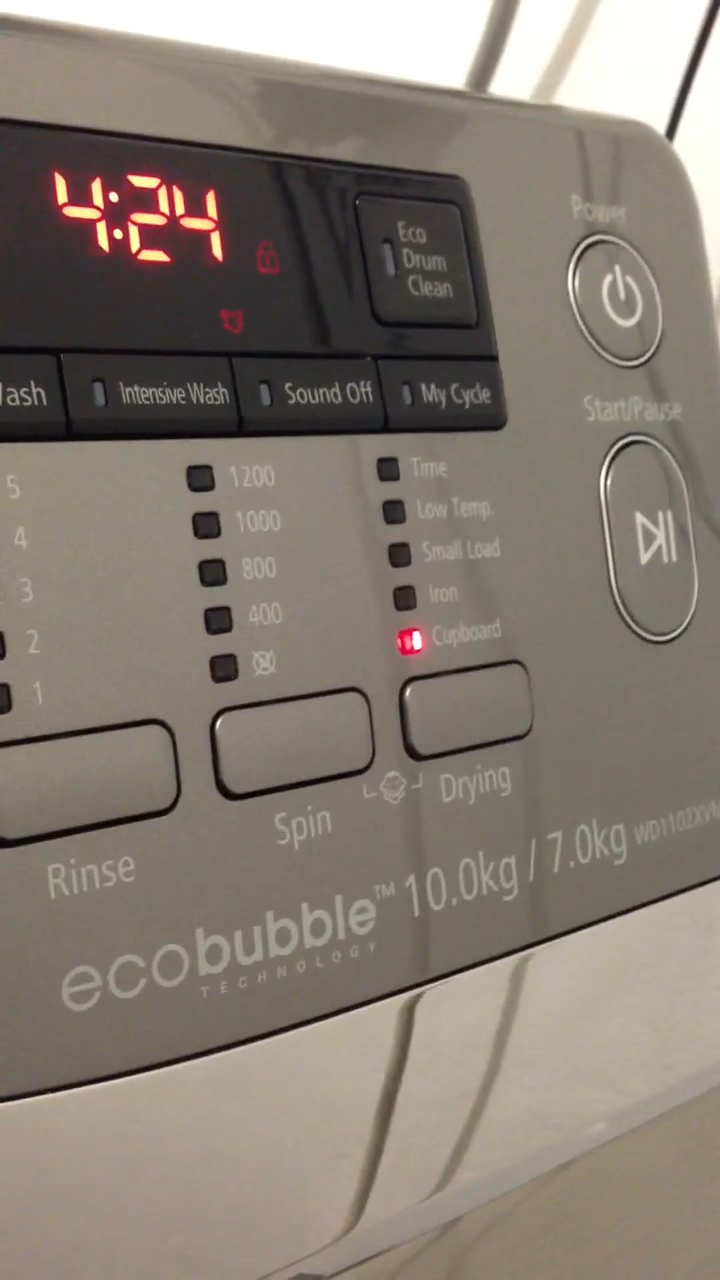 4:24
Eco
Drum
Clean
Power
Intensive Wash
Sound Off
My Cycle
Start/Pause
5
4
3
2
1
1200
1000
800
400
Time
Low Temp.
Small Load
Iron
Cupboard
Rinse
Spin
Drying
ecobubble™
TECHNOLOGY
10.0kg / 7.0kg